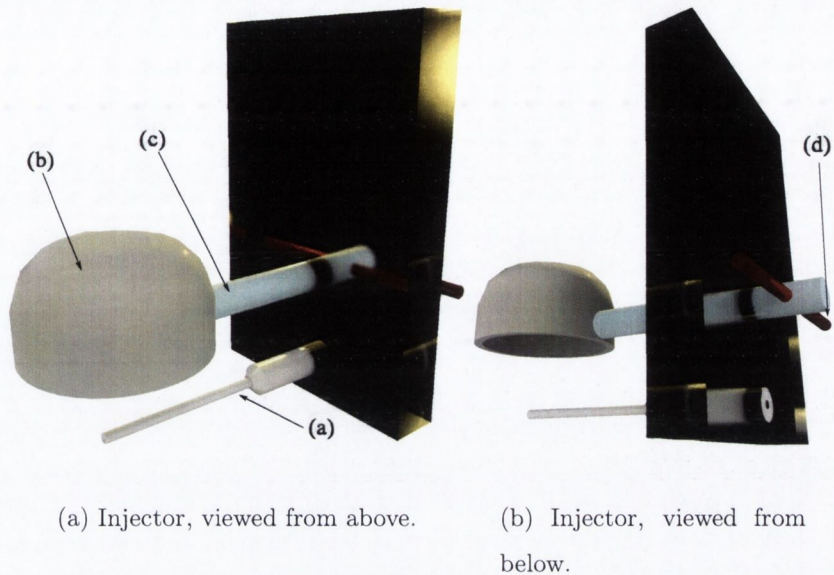 (b)
(c)
(d)
(a)
(a) Injector, viewed from above.
(b) Injector, viewed from
below.